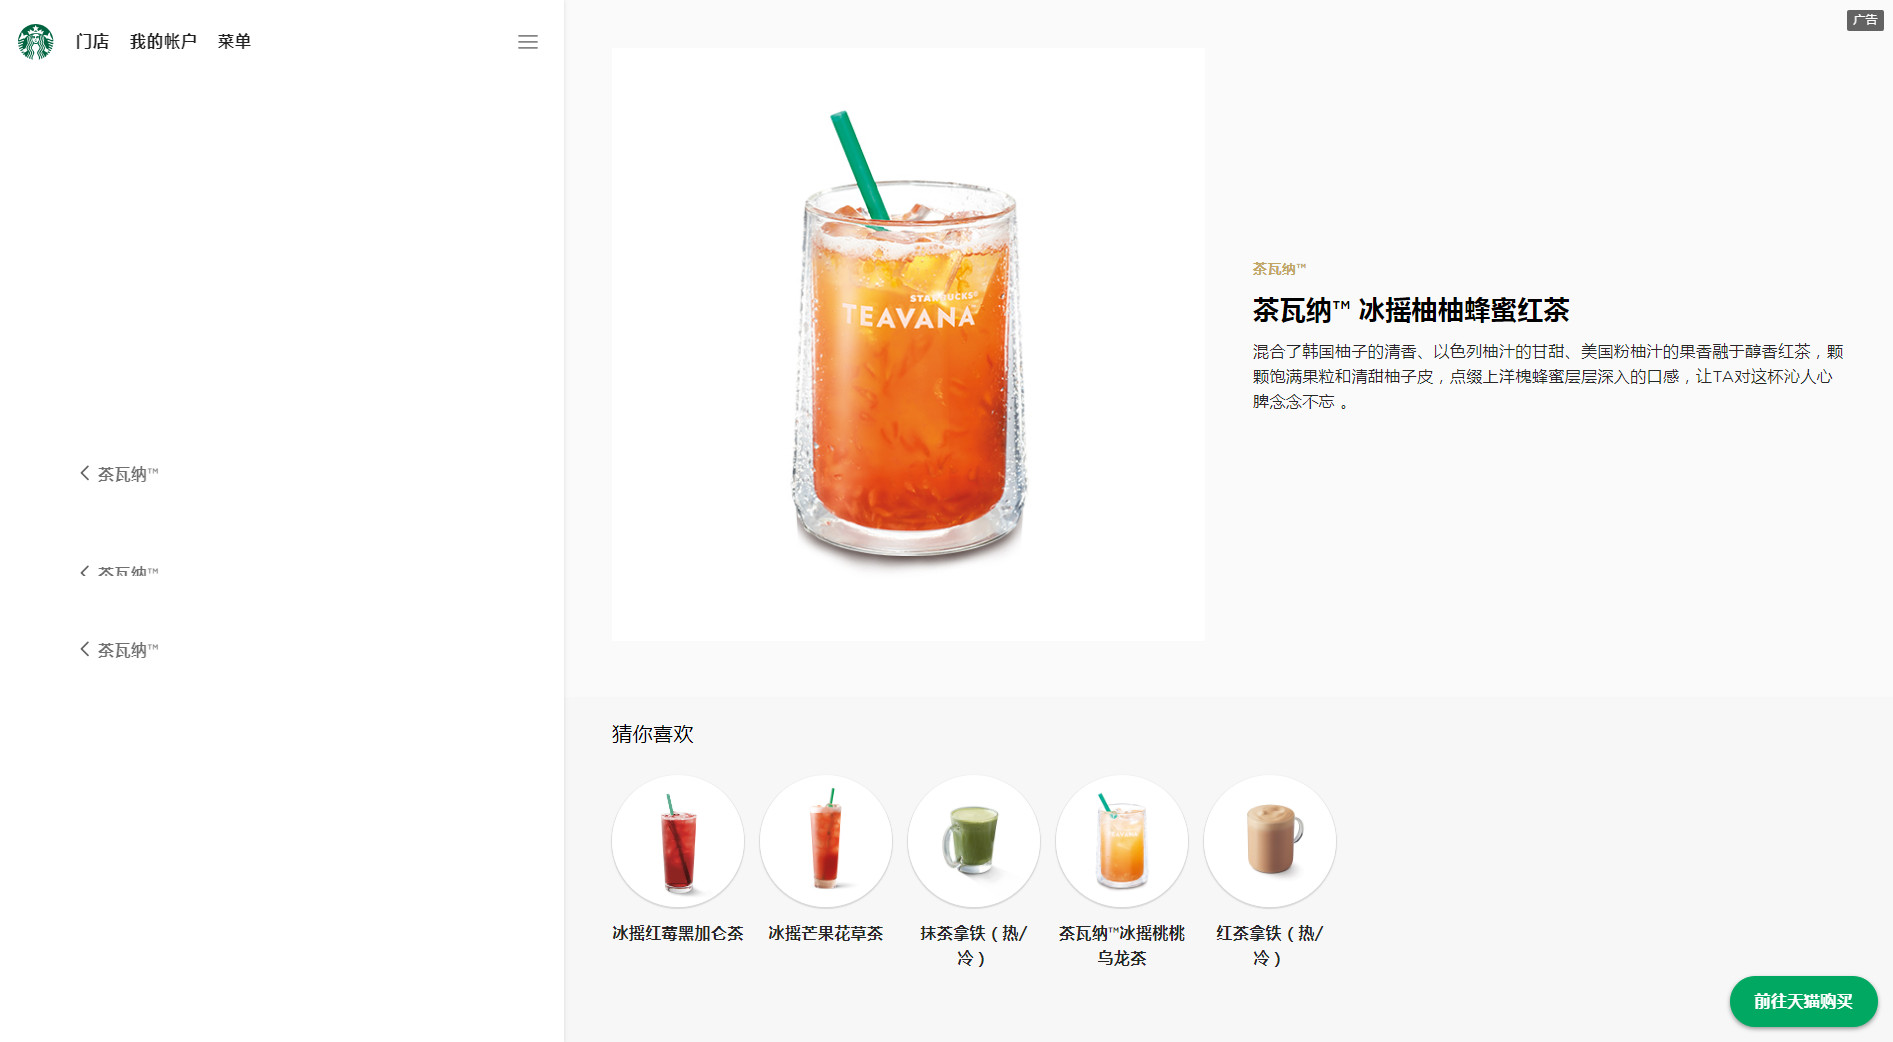 门店 我的帐户 菜单
广告
茶瓦纳™
茶瓦纳™
茶瓦纳™
STARBUCKS®
TEAVANA
茶瓦纳™
茶瓦纳™ 冰摇柚柚蜂蜜红茶
混合了韩国柚子的清香、以色列柚汁的甘甜、美国粉柚汁的果香融于醇香红茶，颗
颗饱满果粒和清甜柚子皮，点缀上洋槐蜂蜜层层深入的口感，让TA对这杯沁人心
脾念念不忘 。
猜你喜欢
TEAVANA
冰摇红莓黑加仑茶
冰摇芒果花草茶
抹茶拿铁（热/
冷）
茶瓦纳™冰摇桃桃
乌龙茶
红茶拿铁（热/
冷）
前往天猫购买